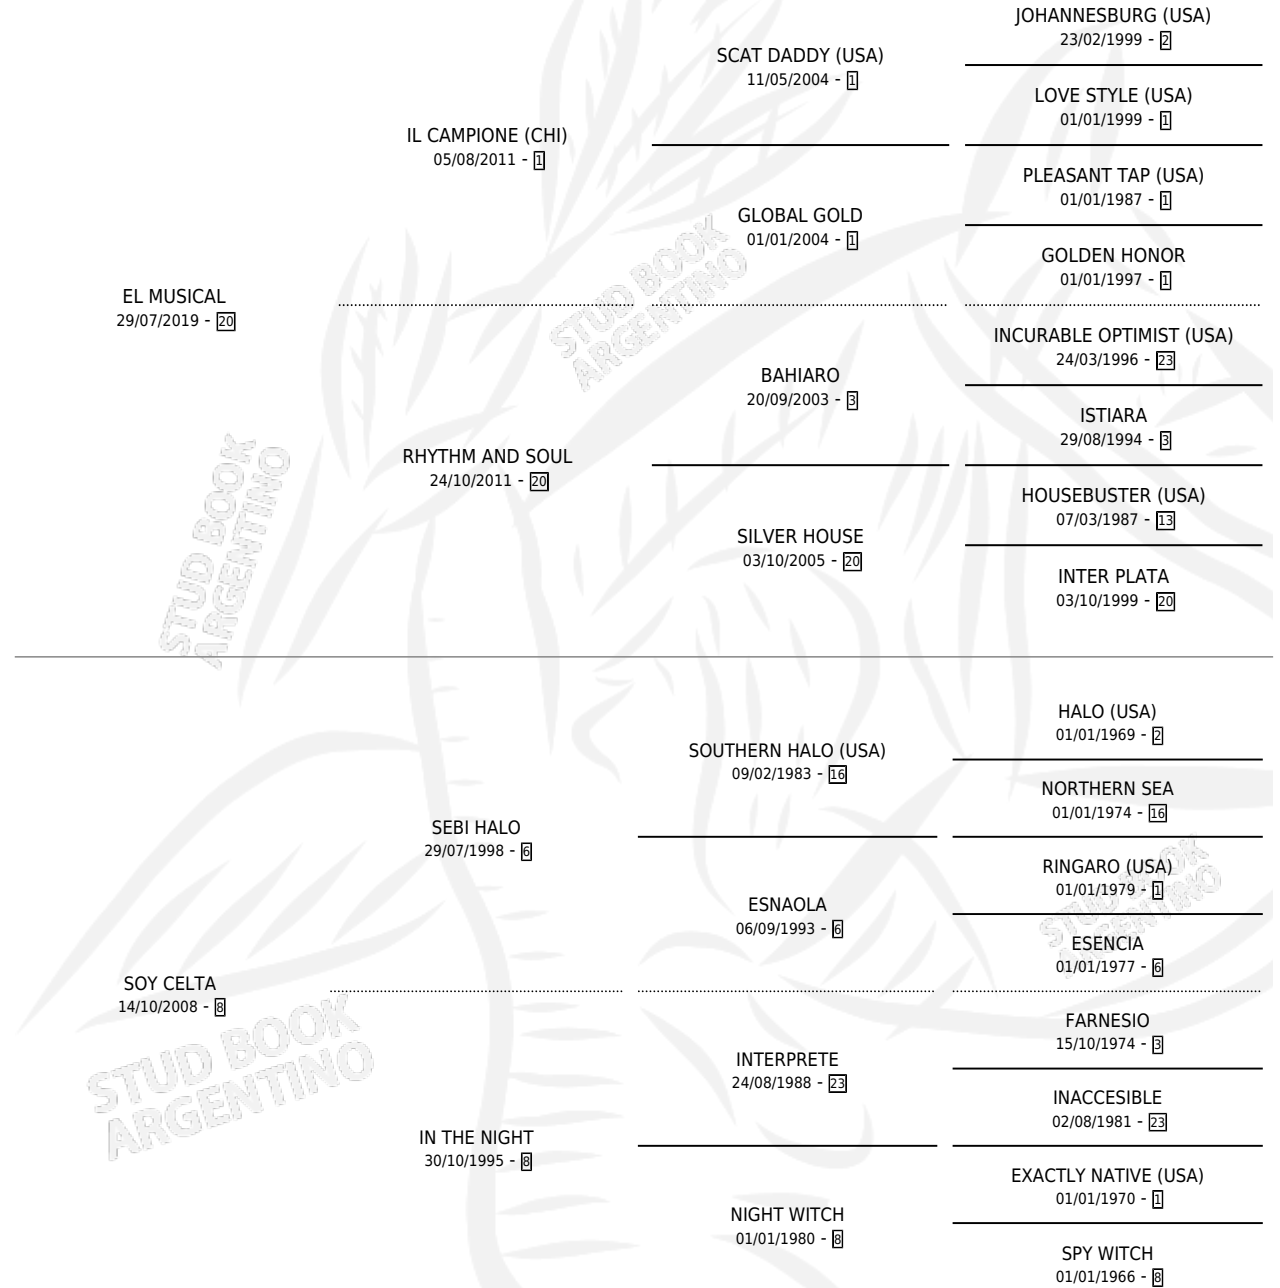 JOHANNESBURG (USA)
23/02/1999 - 2
SCAT DADDY (USA)
11/05/2004 - 1
LOVE STYLE (USA)
01/01/1999 - 1
IL CAMPIONE (CHI)
05/08/2011 - 1
PLEASANT TAP (USA)
01/01/1987 - 1
GLOBAL GOLD
01/01/2004 - 1
GOLDEN HONOR
01/01/1997 - 1
EL MUSICAL
29/07/2019 - 20
STUD BOOK
ARGENTINO
INCURABLE OPTIMIST (USA)
24/03/1996 - 23
BAHIARO
20/09/2003 - 3
ISTIARA
29/08/1994 - 3
RHYTHM AND SOUL
24/10/2011 - 20
HOUSEBUSTER (USA)
07/03/1987 - 13
SILVER HOUSE
03/10/2005 - 20
INTER PLATA
03/10/1999 - 20
STUD BOOK
ARGENTINO
HALO (USA)
01/01/1969 - 2
SOUTHERN HALO (USA)
09/02/1983 - 16
NORTHERN SEA
01/01/1974 - 16
SEBI HALO
29/07/1998 - 6
RINGARO (USA)
01/01/1979 - 1
STUD BOOK
ARGENTINO
ESNAOLA
06/09/1993 - 6
ESENCIA
01/01/1977 - 6
SOY CELTA
14/10/2008 - 8
STUD BOOK
ARGENTINO
FARNESIO
15/10/1974 - 3
INTERPRETE
24/08/1988 - 23
INACCESIBLE
02/08/1981 - 23
IN THE NIGHT
30/10/1995 - 8
EXACTLY NATIVE (USA)
01/01/1970 - 1
NIGHT WITCH
01/01/1980 - 8
SPY WITCH
01/01/1966 - 8